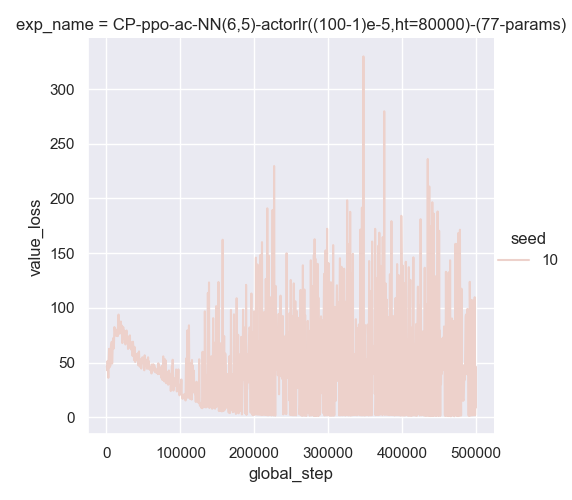 exp_name = CP-ppo-ac-NN(6,5)-actorlr((100-1)e-5,ht=80000)-(77-params)
300
250
200
150
100
50
0
value_loss
0 100000 200000 300000 400000 500000
global_step
seed
10